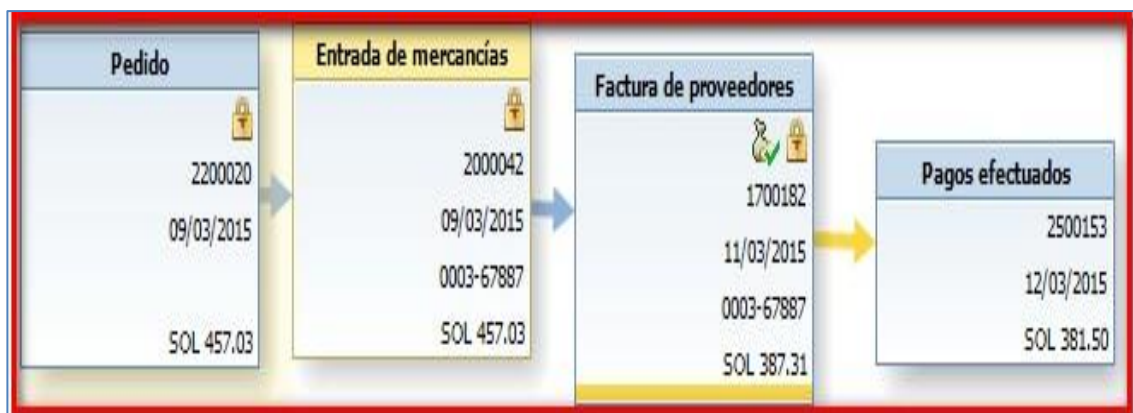 Pedido
2200020
09/03/2015
SOL 457.03
Entrada de mercancías
2000042
09/03/2015
0003-67887
SOL 457.03
Factura de proveedores
1700182
11/03/2015
0003-67887
SOL 387.31
Pagos efectuados
2500153
12/03/2015
SOL 381.50